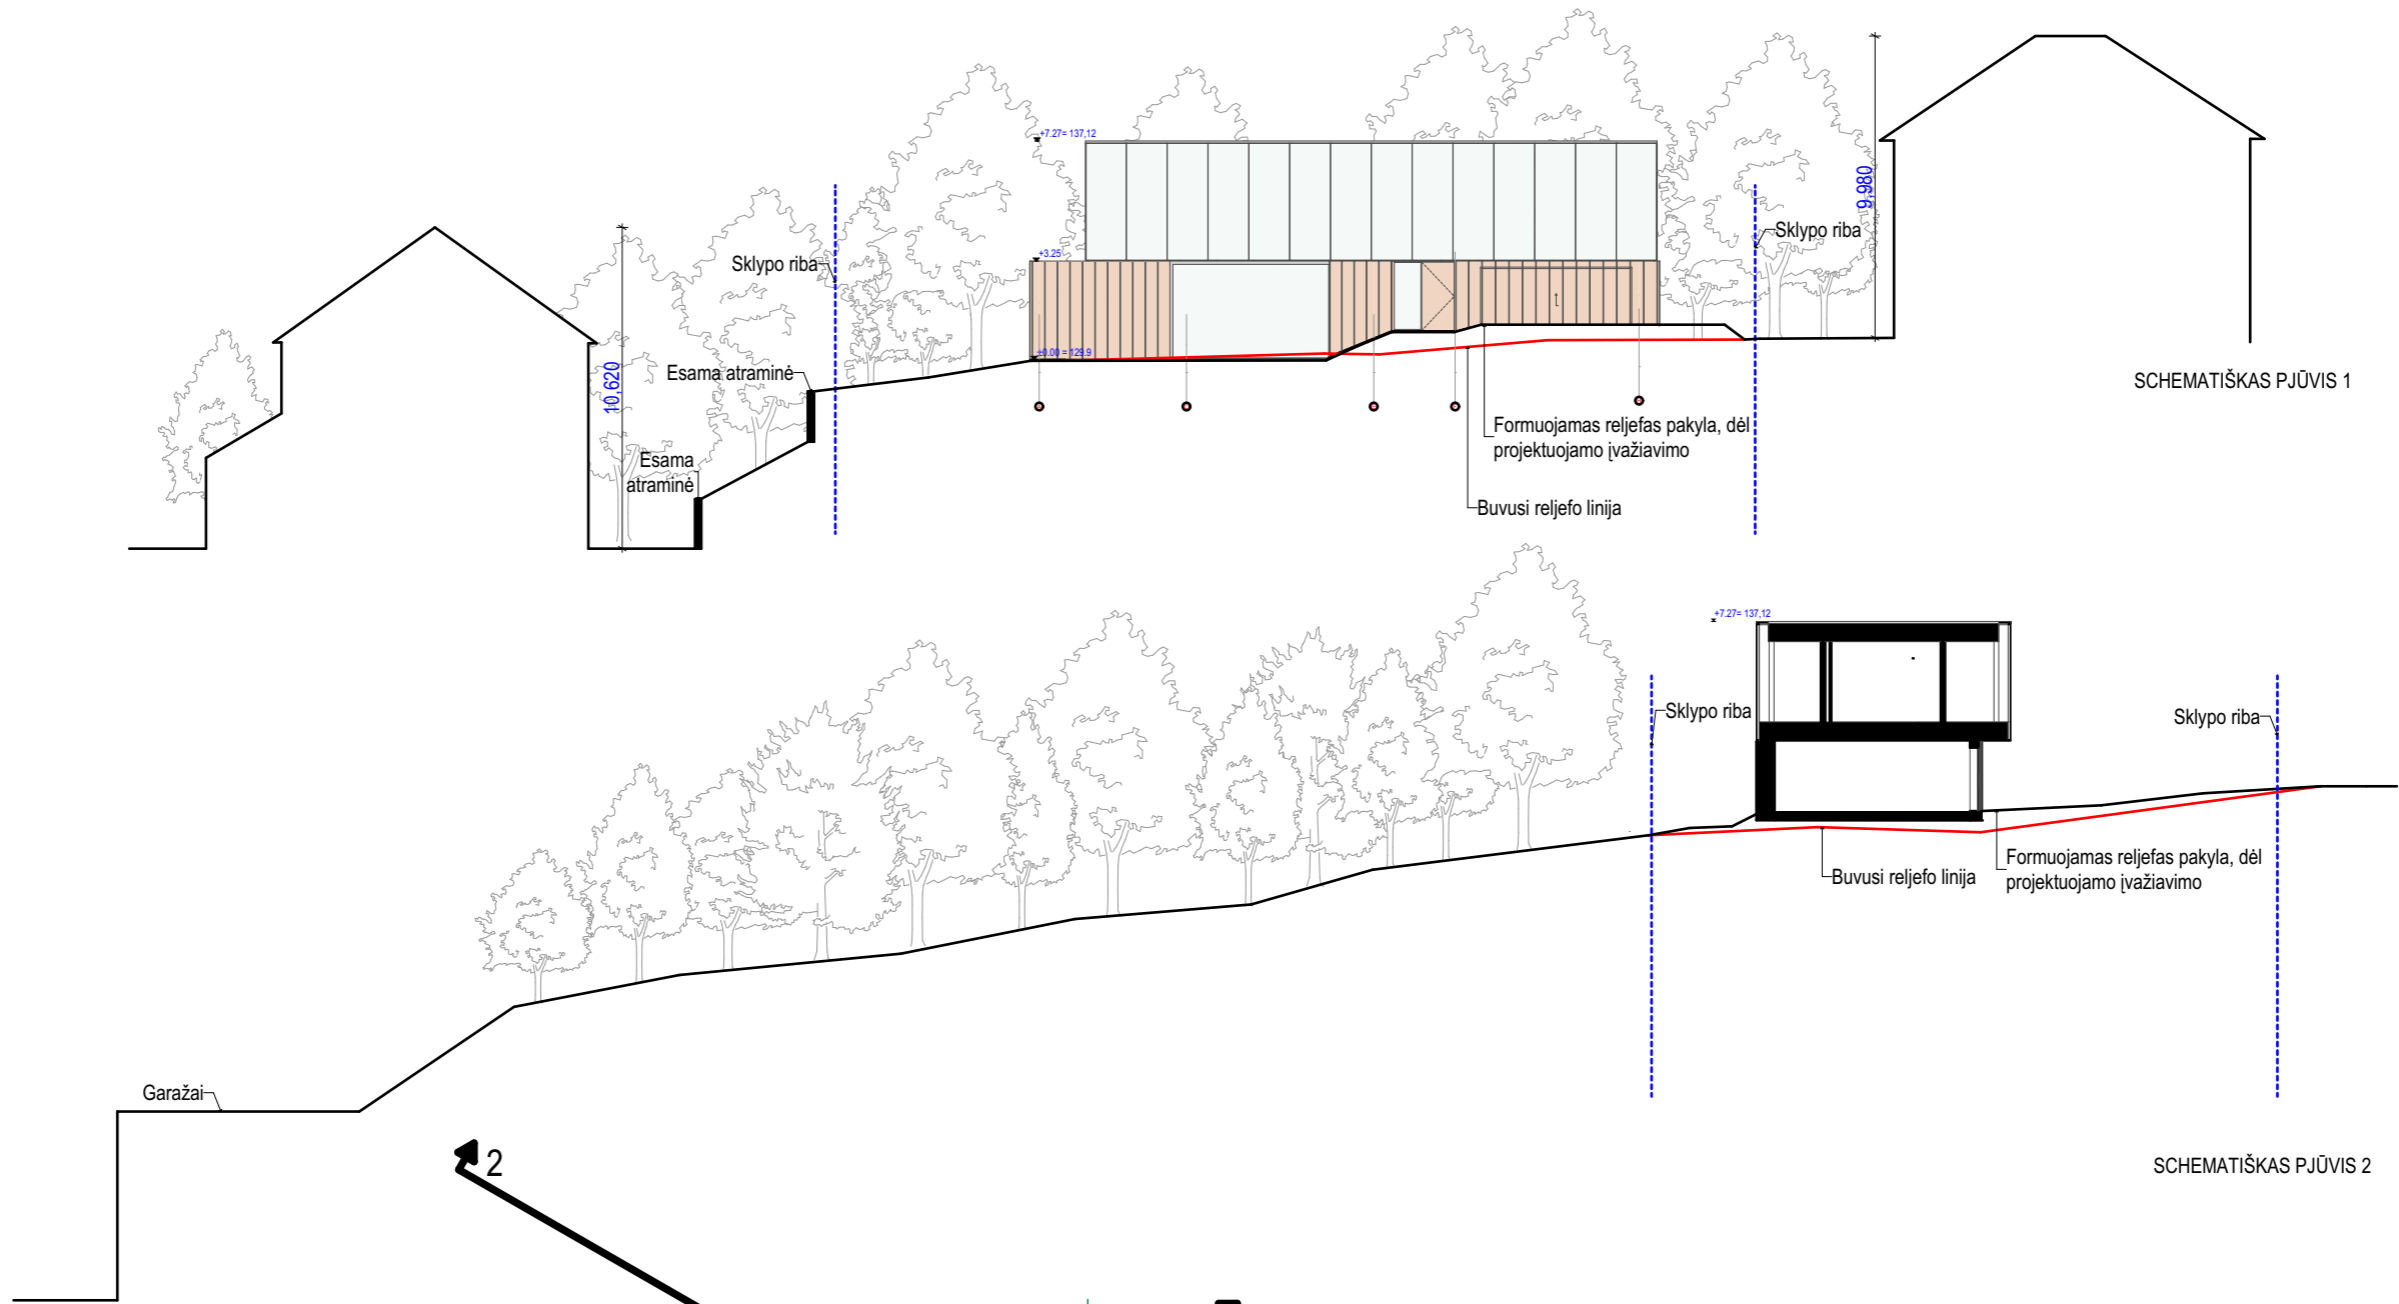 +7.27= 137,12
9,980
Sklypo riba
Sklypo riba
+3.25
±0.00 = 129.9
10,620
Esama atraminė
SCHEMATIŠKAS PJŪVIS 1
Formuojamas reljefas pakyla, dėl
projektuojamo įvažiavimo
Esama
atraminė
Buvusi reljefo linija
+7.27= 137,12
Sklypo riba
Sklypo riba
Formuojamas reljefas pakyla, dėl
projektuojamo įvažiavimo
Buvusi reljefo linija
Garažai
2
SCHEMATIŠKAS PJŪVIS 2